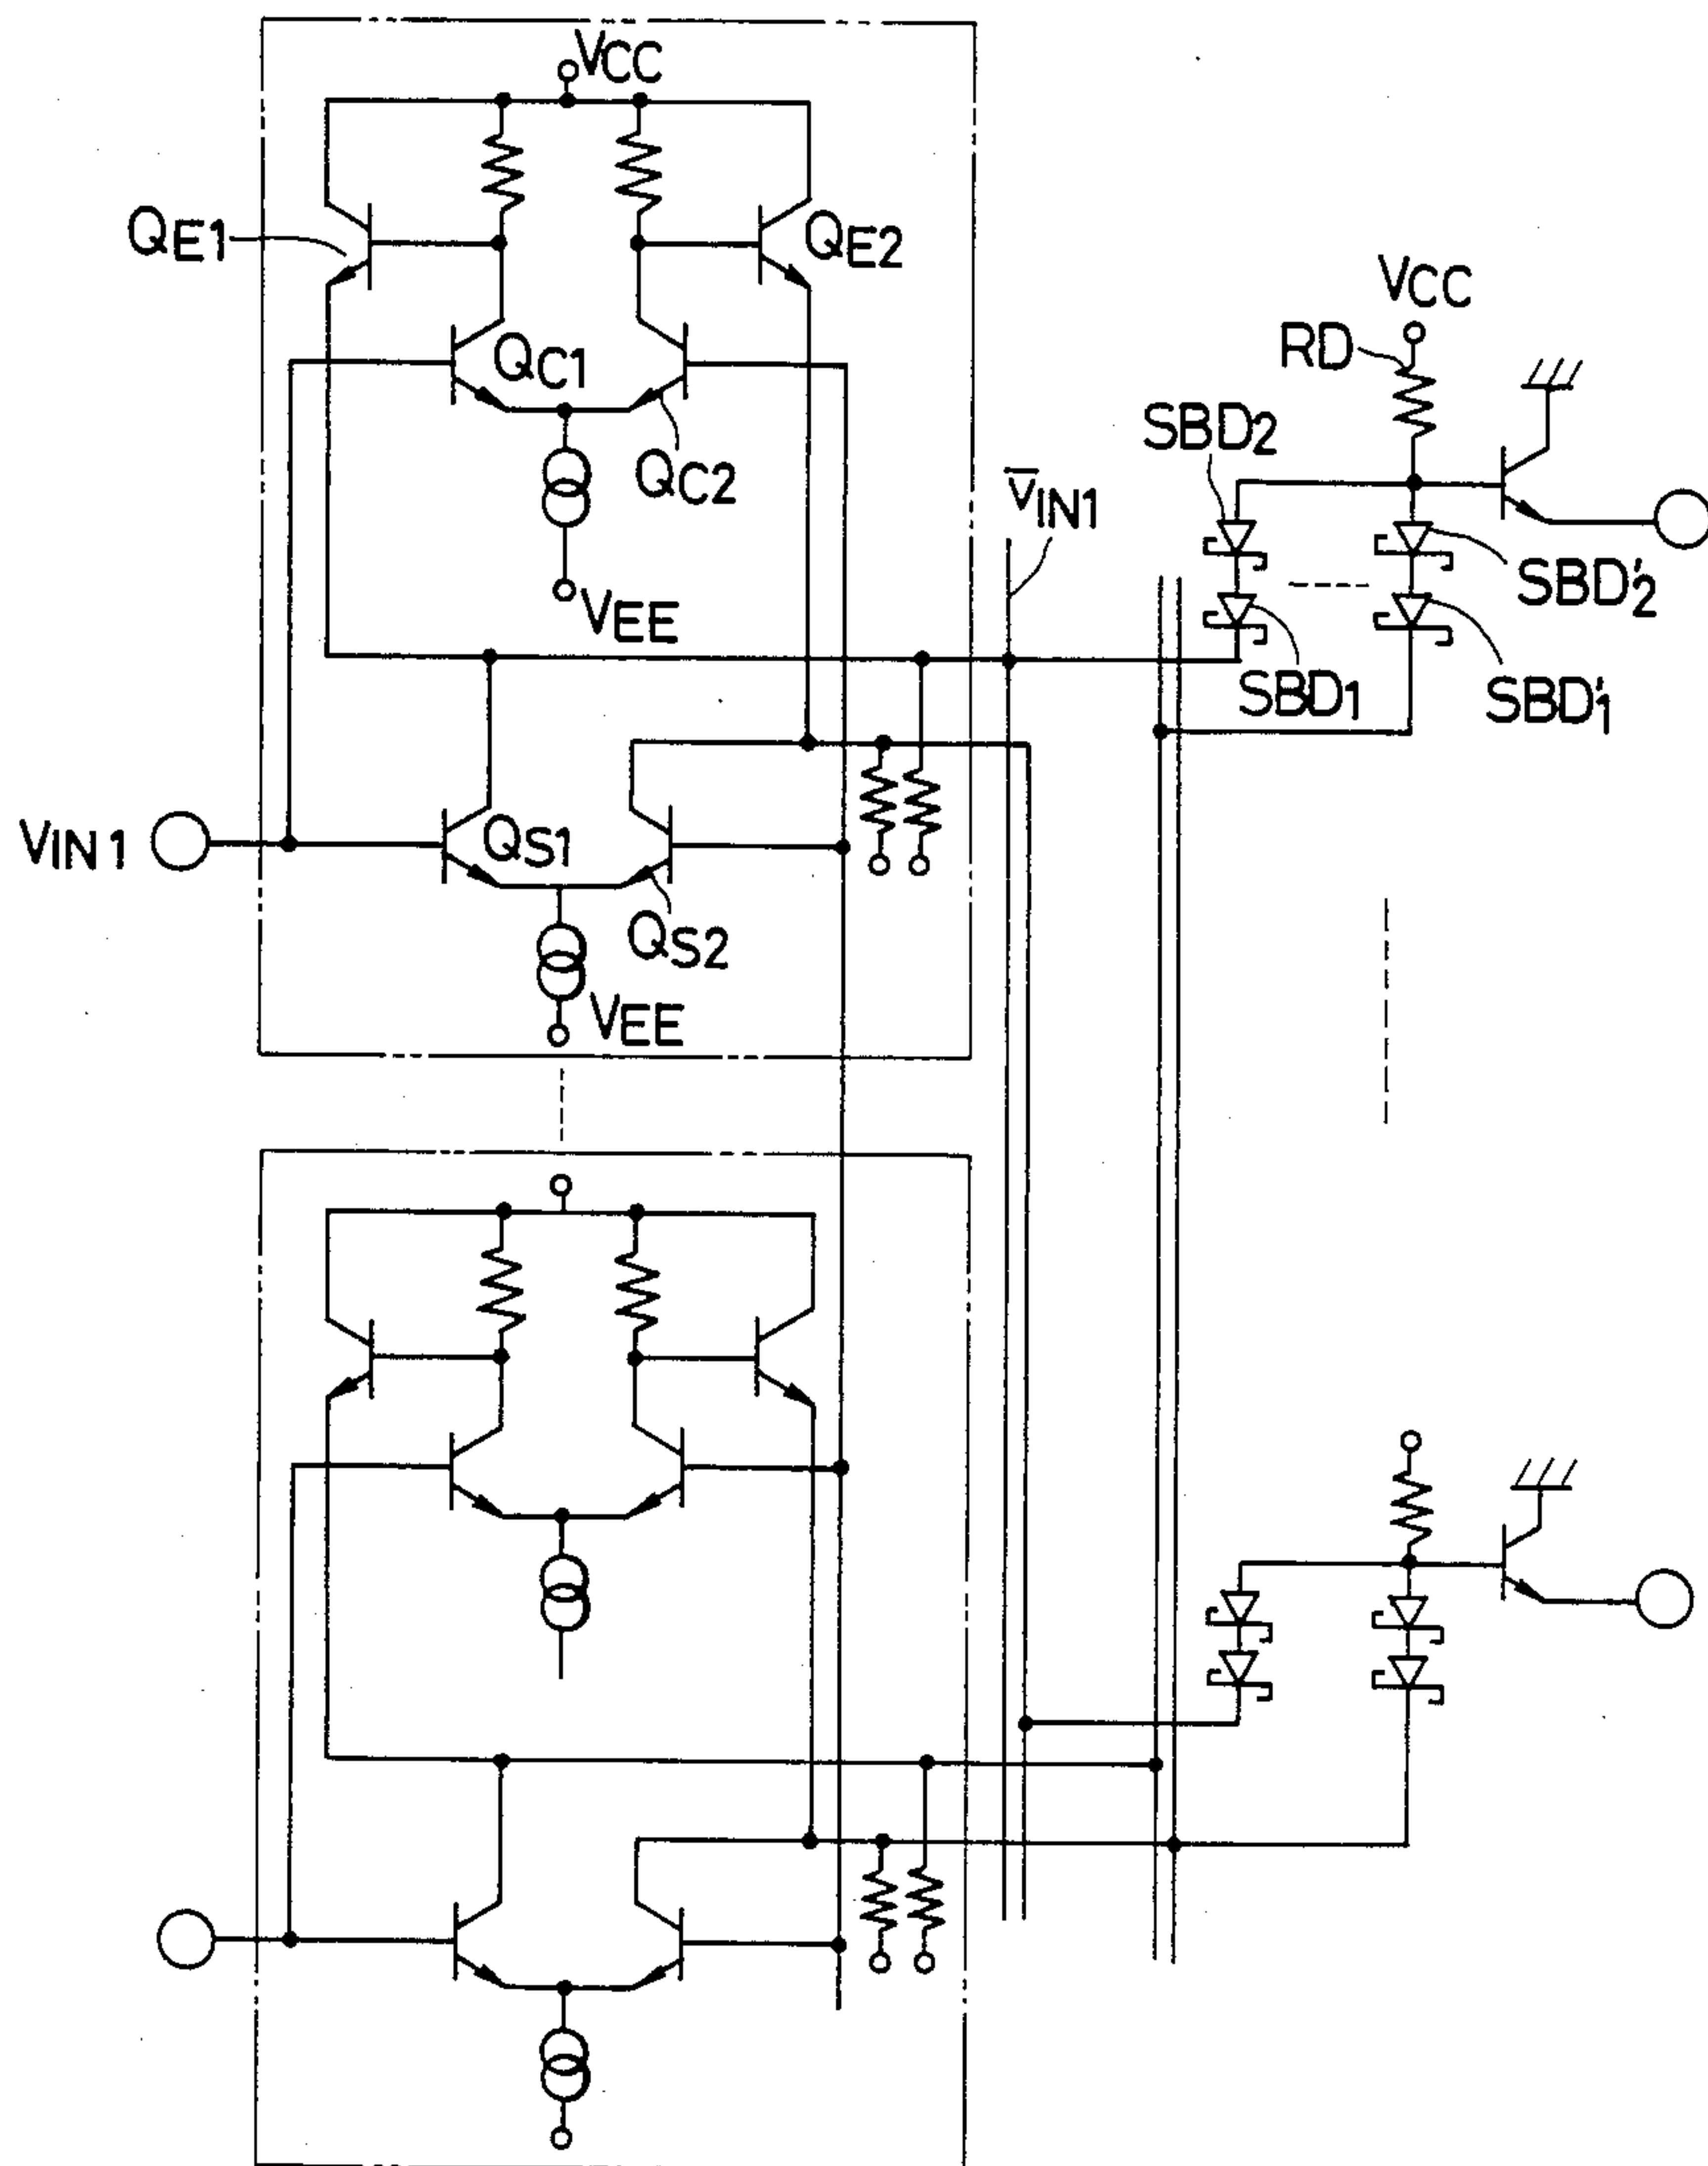 VCC
QE1
QE2
VCC
RD
QC1
SBD2
QC2
V̅IN1
SBD'2
VEE
SBD1
SBD'1
VIN1
QS1
QS2
VEE